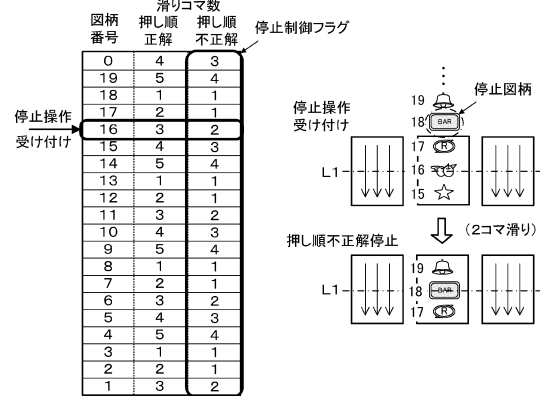 滑りコマ数
図柄番号 押し順正解 押し順不正解
停止制御フラグ
0 4 3
19 5 4
18 1 1
17 2 1
16 3 2
15 4 3
14 5 4
13 1 1
12 2 1
11 3 2
10 4 3
9 5 4
8 1 1
7 2 1
6 3 2
5 4 3
4 5 4
3 1 1
2 2 1
1 3 2
停止操作
受け付け
停止操作
受け付け
停止図柄
19
18 BAR
17 R
L1 16
15
(2コマ滑り)
押し順不正解停止
19
L1 18 BAR
17 R